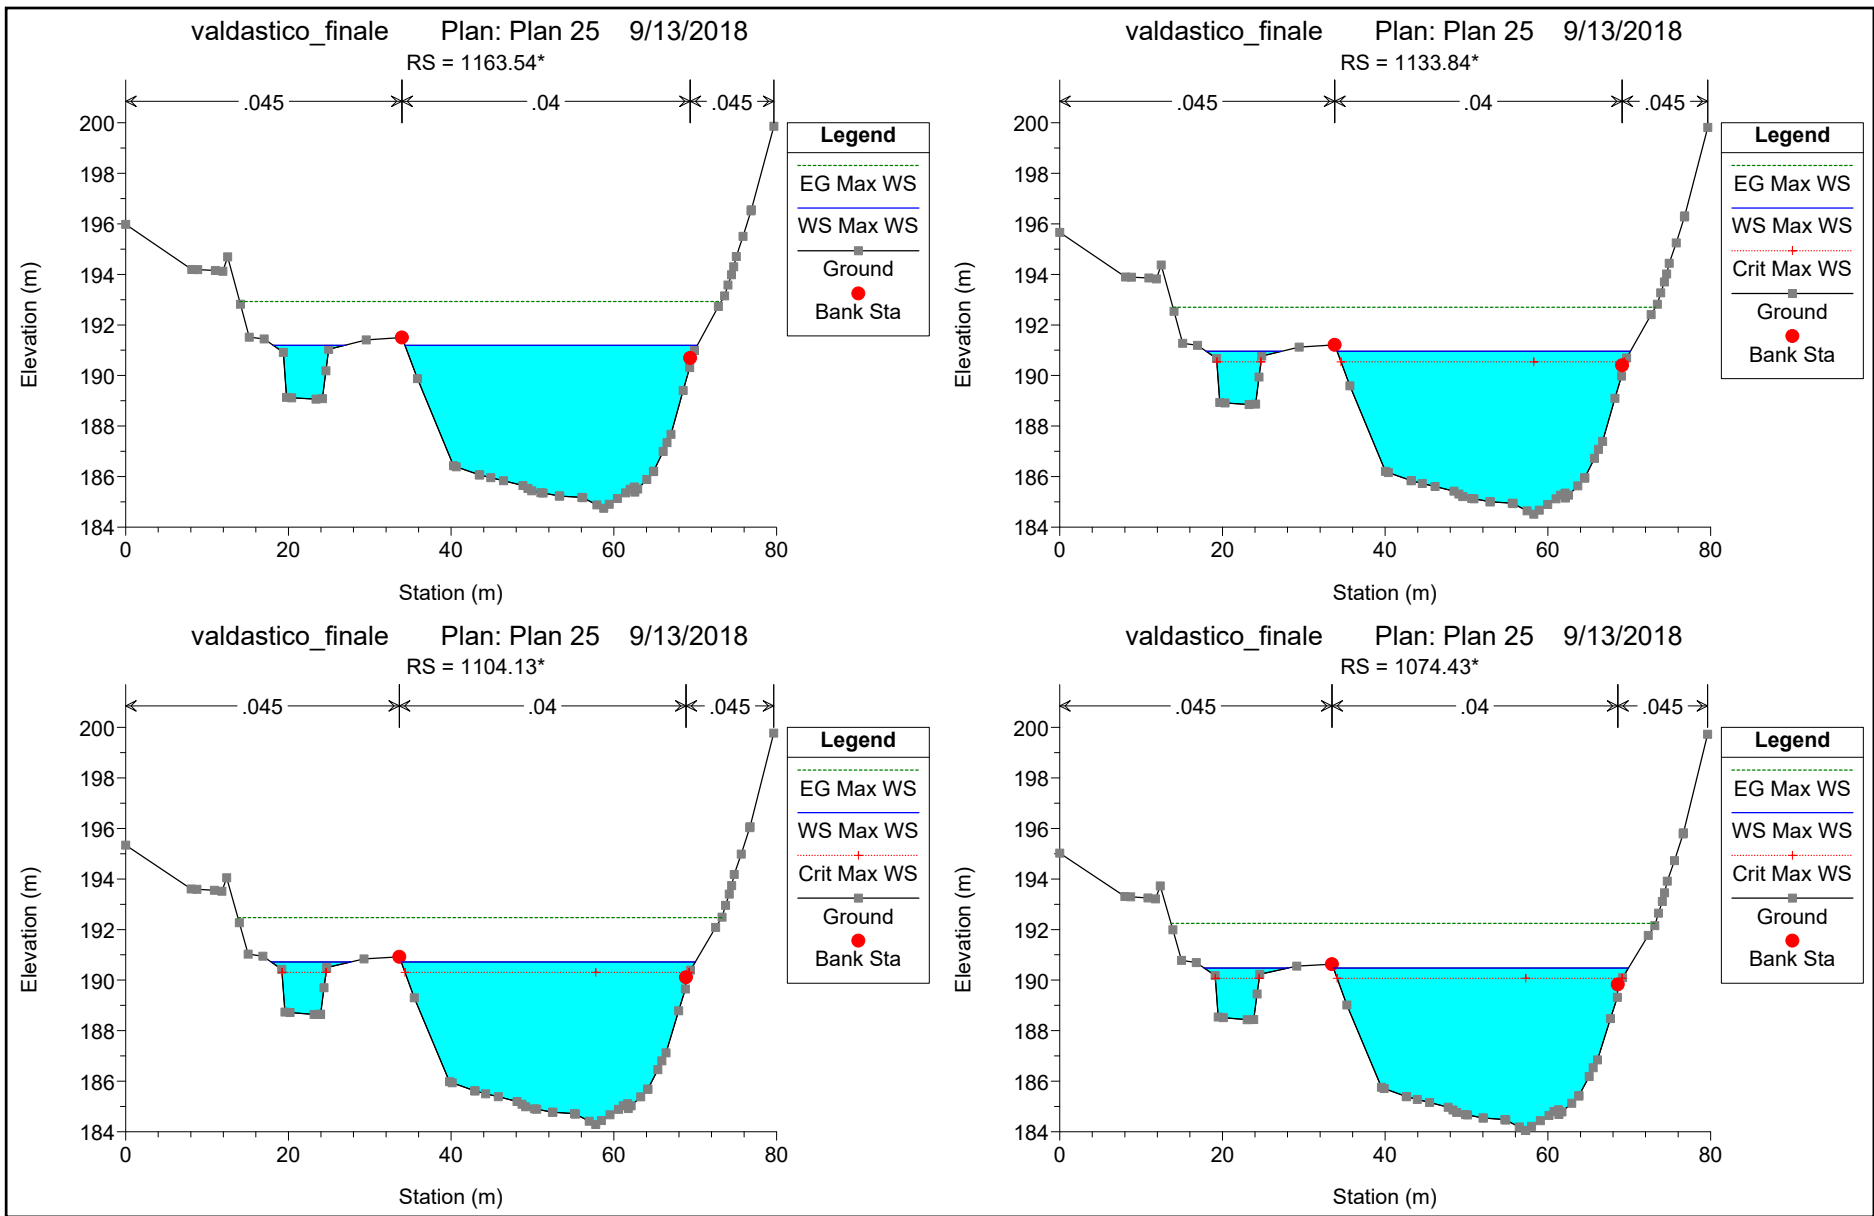 valdastico_finale Plan: Plan 25 9/13/2018
RS = 1163.54*
.045 .04 .045
200
198
196
194
192
190
188
186
184
0 20 40 60 80
Elevation (m)
Station (m)
Legend
EG Max WS
WS Max WS
Ground
Bank Sta
valdastico_finale Plan: Plan 25 9/13/2018
RS = 1133.84*
.045 .04 .045
200
198
196
194
192
190
188
186
184
0 20 40 60 80
Elevation (m)
Station (m)
Legend
EG Max WS
WS Max WS
Crit Max WS
Ground
Bank Sta
valdastico_finale Plan: Plan 25 9/13/2018
RS = 1104.13*
.045 .04 .045
200
198
196
194
192
190
188
186
184
0 20 40 60 80
Elevation (m)
Station (m)
Legend
EG Max WS
WS Max WS
Crit Max WS
Ground
Bank Sta
valdastico_finale Plan: Plan 25 9/13/2018
RS = 1074.43*
.045 .04 .045
200
198
196
194
192
190
188
186
184
0 20 40 60 80
Elevation (m)
Station (m)
Legend
EG Max WS
WS Max WS
Crit Max WS
Ground
Bank Sta